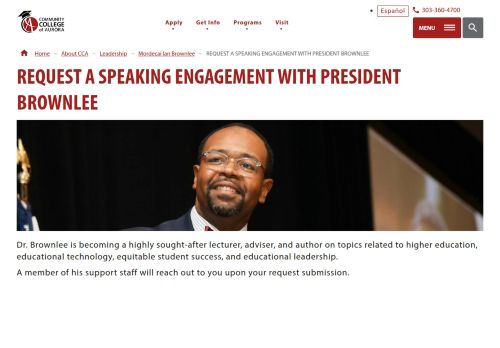 Español
303-360-4700
COMMUNITY
COLLEGE
of AURORA
Apply
Get Info
Programs
Visit
MENU
Home – About CCA – Leadership – Mordecai Ian Brownlee – REQUEST A SPEAKING ENGAGEMENT WITH PRESIDENT BROWNLEE
REQUEST A SPEAKING ENGAGEMENT WITH PRESIDENT
BROWNLEE
Dr. Brownlee is becoming a highly sought-after lecturer, adviser, and author on topics related to higher education,
educational technology, equitable student success, and educational leadership.
A member of his support staff will reach out to you upon your request submission.